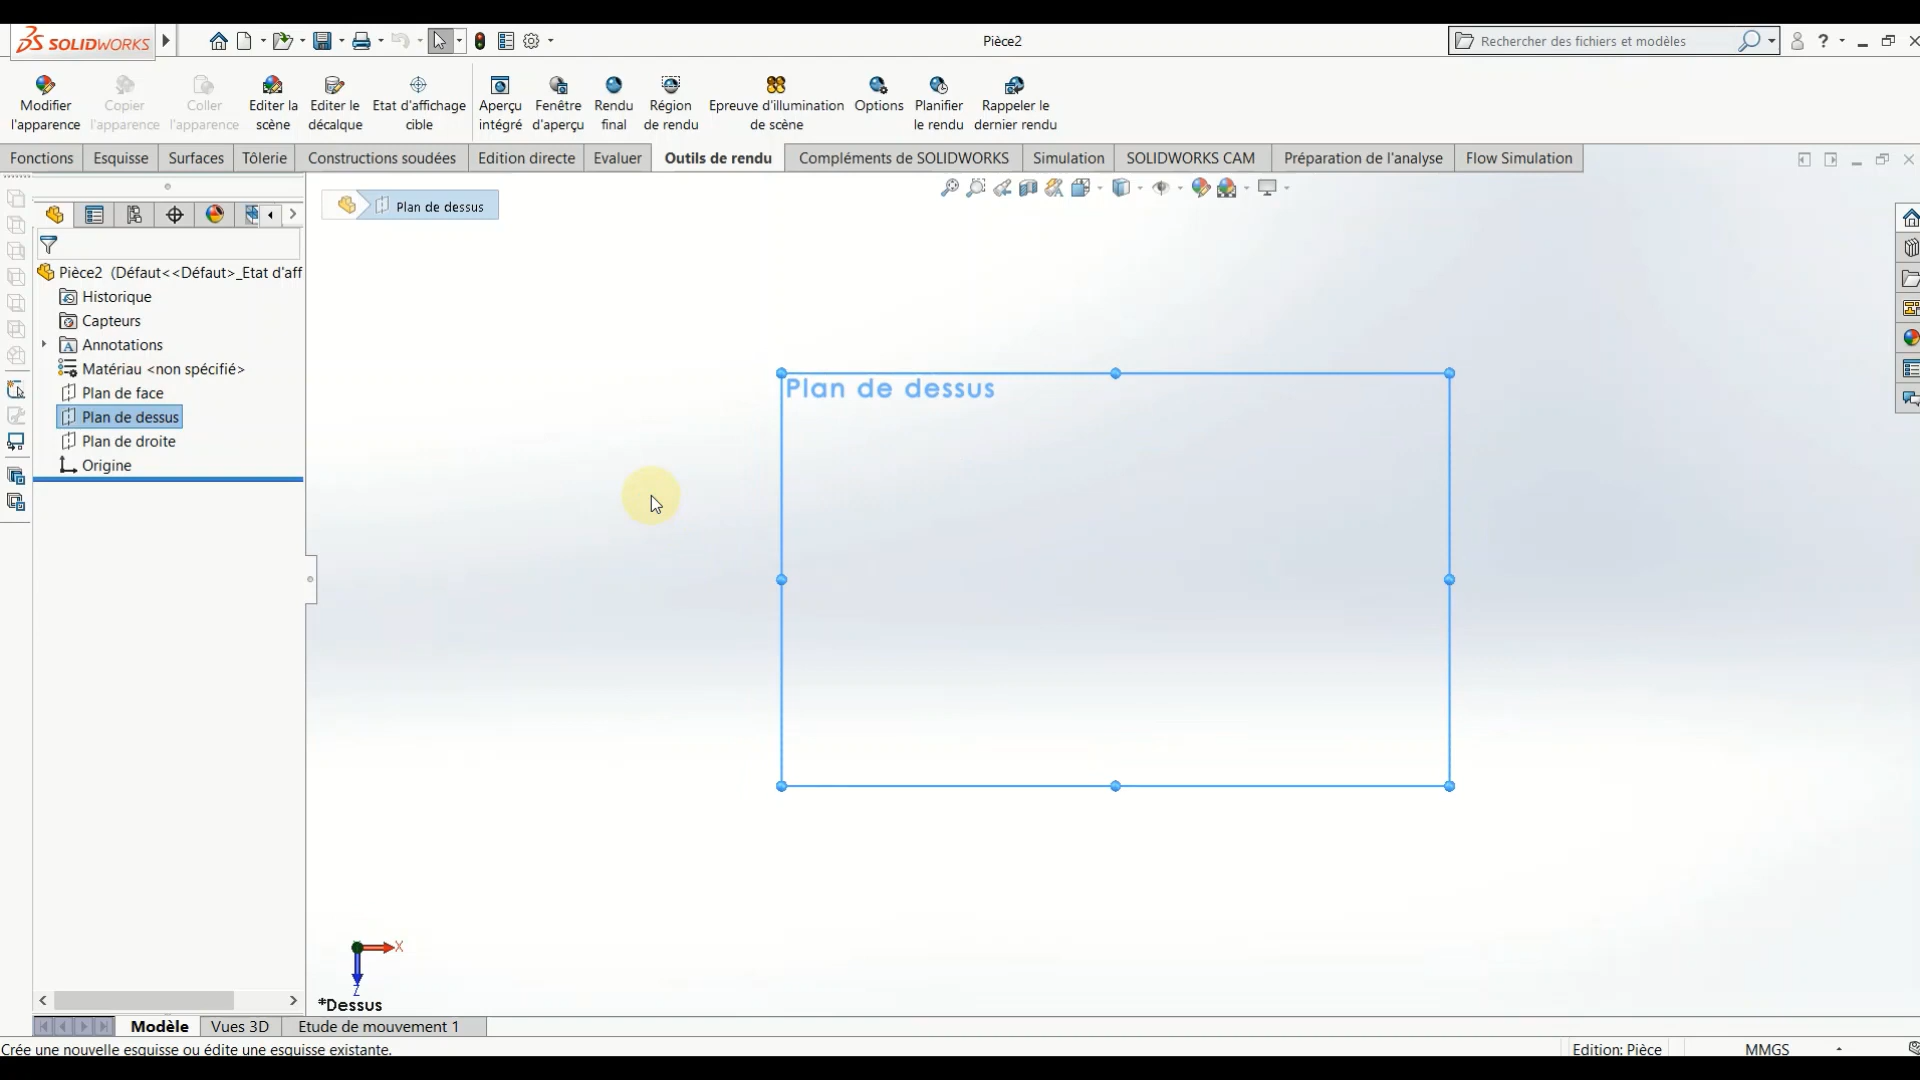 SOLIDWORKS
Pièce2
Rechercher des fichiers et modèles
?
Modifier
l'apparence
Copier
l'apparence
Coller
l'apparence
Editer la
scène
Editer le
décalque
Etat d'affichage
cible
Aperçu
intégré
Fenêtre
d'aperçu
Rendu
final
Région
de rendu
Epreuve d'illumination
de scène
Options
Planifier
le rendu
Rappeler le
dernier rendu
Fonctions
Esquisse
Surfaces
Tôlerie
Constructions soudées
Edition directe
Evaluer
Outils de rendu
Compléments de SOLIDWORKS
Simulation
SOLIDWORKS CAM
Préparation de l'analyse
Flow Simulation
Plan de dessus
Pièce2 (Défaut<<Défaut>_Etat d'aff
Historique
Capteurs
A Annotations
Matériau <non spécifié>
Plan de face
Plan de dessus
Plan de droite
Origine
Plan de dessus
X
Z
*Dessus
Modèle
Vues 3D
Etude de mouvement 1
Crée une nouvelle esquisse ou édite une esquisse existante.
Edition: Pièce
MMGS